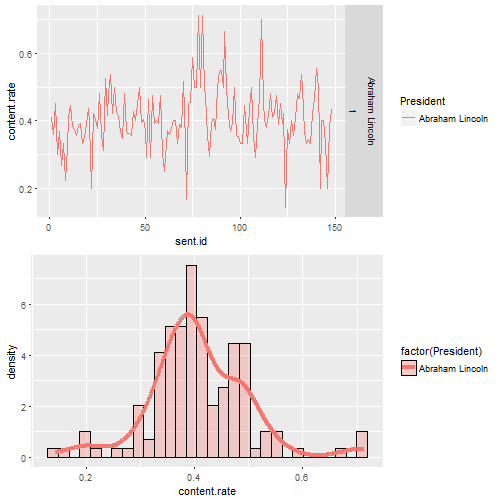 0.6
0.4
0.2
content.rate
0
50
100
150
sent.id
Abraham Lincoln
1
President
Abraham Lincoln
6
4
2
0
density
0.2
0.4
0.6
content.rate
factor(President)
Abraham Lincoln